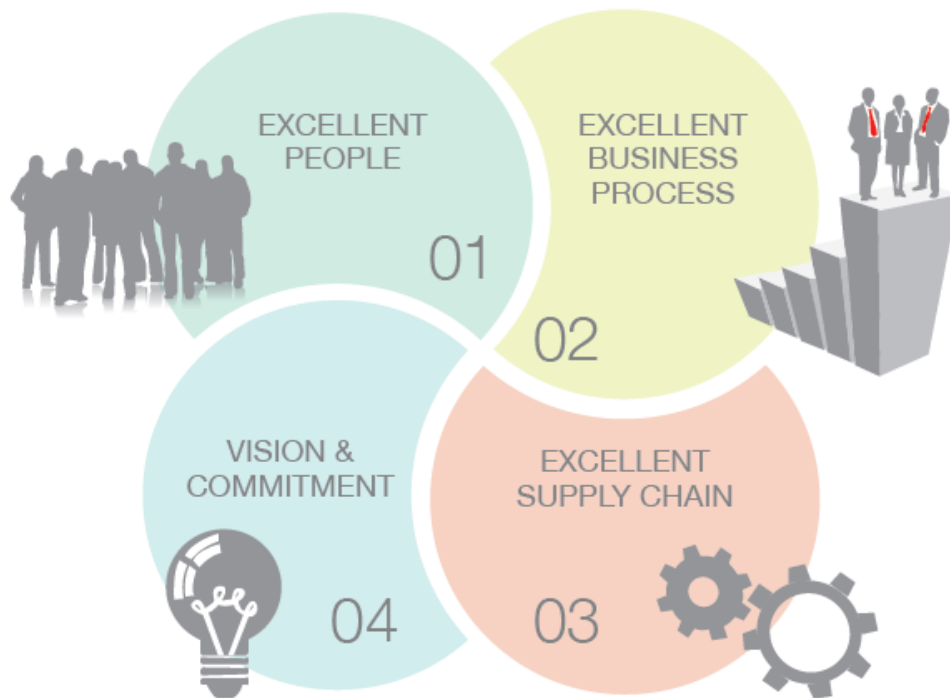 EXCELLENT
PEOPLE
01
EXCELLENT
BUSINESS
PROCESS
02
EXCELLENT
SUPPLY CHAIN
03
VISION &
COMMITMENT
04